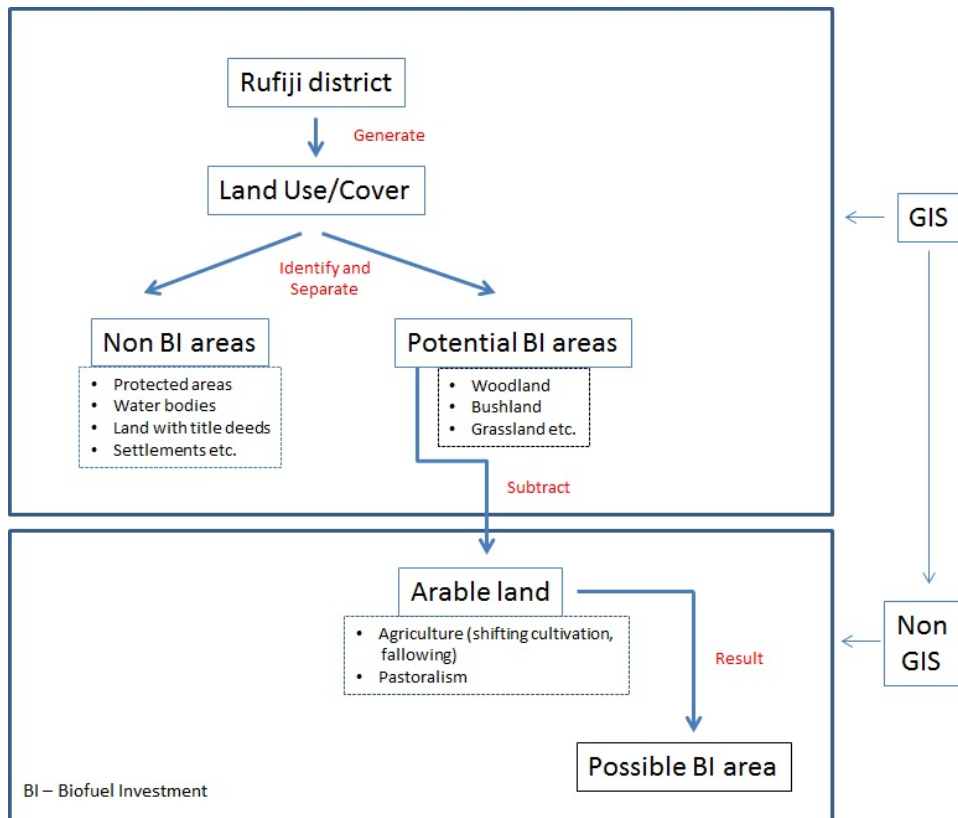 Rufiji district
Generate
Land Use/Cover
GIS
Identify and
Separate
Non BI areas
• Protected areas
• Water bodies
• Land with title deeds
• Settlements etc.
Potential BI areas
• Woodland
• Bushland
• Grassland etc.
Subtract
Arable land
• Agriculture (shifting cultivation,
fallowing)
• Pastoralism
Non
GIS
Result
Possible BI area
BI – Biofuel Investment